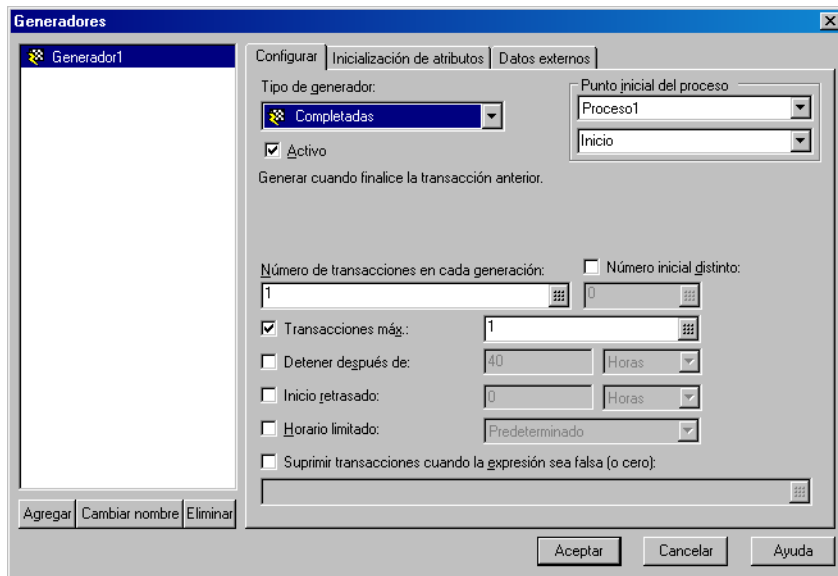 Generadores
Generador1
Configurar
Inicialización de atributos
Datos externos
Tipo de generador:
Completadas
Activo
Generar cuando finalice la transacción anterior.
Punto inicial del proceso
Proceso1
Inicio
Número de transacciones en cada generación:
1
Número inicial distinto:
0
Transacciones máx.:
1
Detener después de:
40
Horas
Inicio retrasado:
0
Horas
Horario limitado:
Predeterminado
Suprimir transacciones cuando la expresión sea falsa (o cero):
Agregar
Cambiar nombre
Eliminar
Aceptar
Cancelar
Ayuda